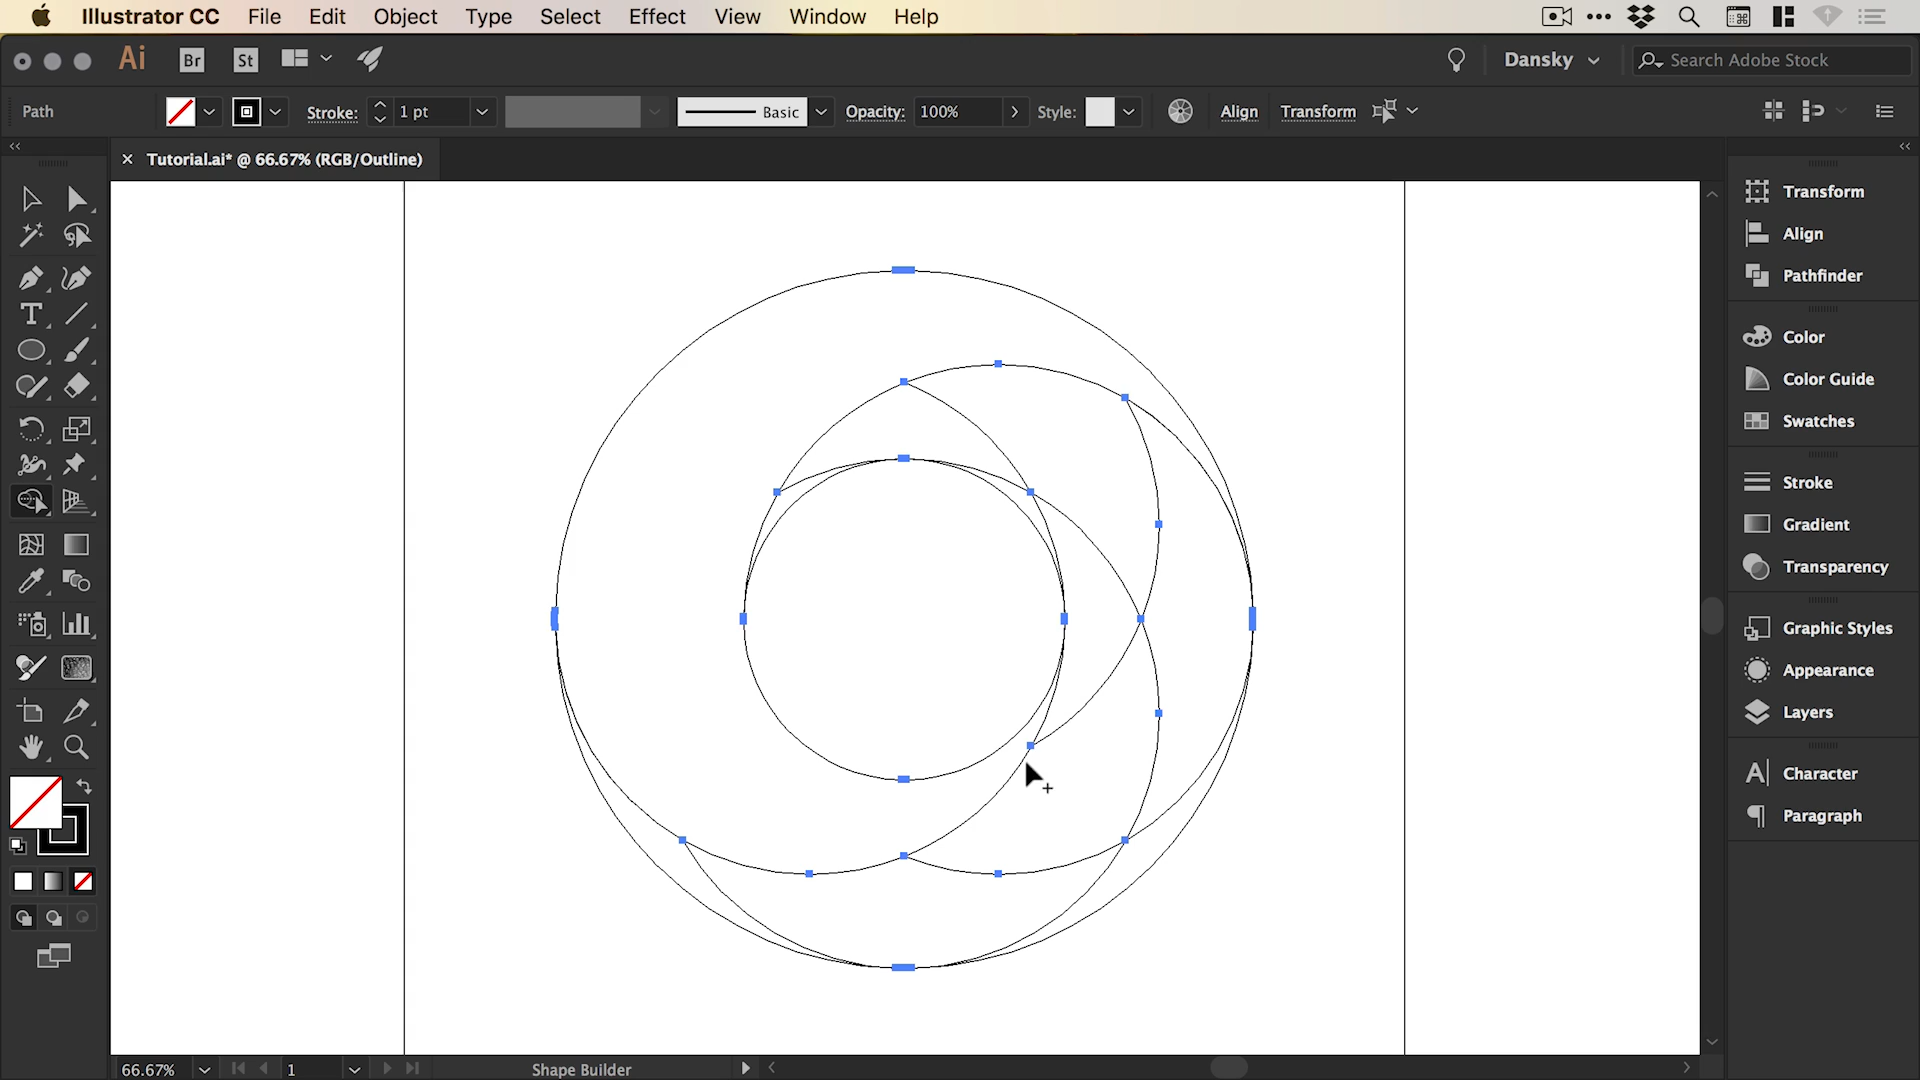 Illustrator CC File Edit Object Type Select Effect View Window Help
Ai Br St Dansky Search Adobe Stock
Path Stroke: 1 pt Basic Opacity: 100% Style: Align Transform
× Tutorial.ai* @ 66.67% (RGB/Outline)
Transform
Align
Pathfinder
Color
Color Guide
Swatches
Stroke
Gradient
Transparency
Graphic Styles
Appearance
Layers
Character
Paragraph
66.67% 1 Shape Builder